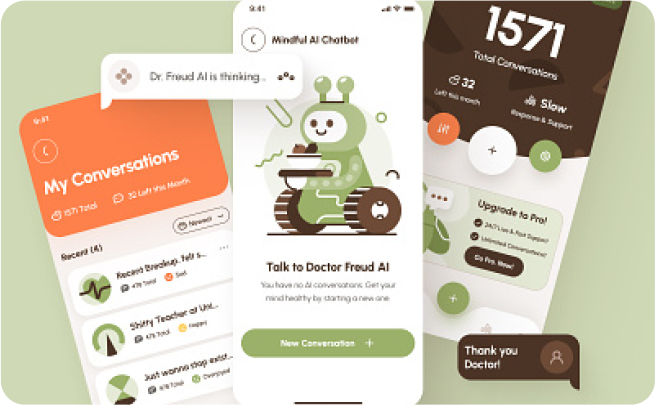 9:41
My Conversations
1571 Total
32 Left this Month
Newest
Recent (4)
Recent Breakup, felt s...
478 Total
Sad
Shitty Teacher at Uni...
478 Total
Happy
Just wanna stop exist...
478 Total
Overjoyed
Dr. Freud AI is thinking...
9:41
Mindful AI Chatbot
Talk to Doctor Freud AI
You have no AI conversations. Get your
mind healthy by starting a new one
New Conversation
1571
Total Conversations
32
Left this month
Slow
Response & Support
Upgrade to Pro!
24/7 Live & Fast Support
Unlimited Conversations!
Go Pro, Now!
Thank you
Doctor!